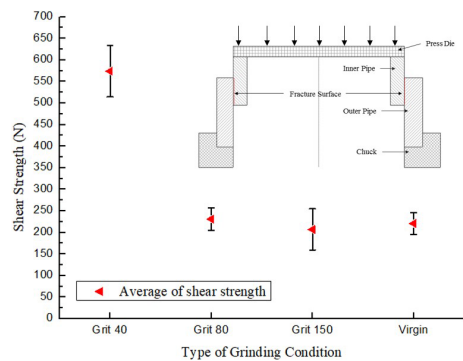 700
650
600
550
500
450
400
350
300
250
200
150
100
50
0
Shear Strength (N)
Press Die
Inner Pipe
Fracture Surface
Outer Pipe
Chuck
Average of shear strength
Grit 40 Grit 80 Grit 150 Virgin
Type of Grinding Condition